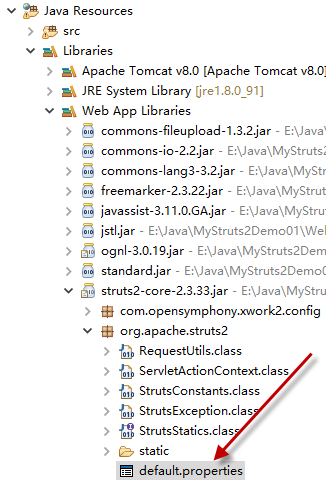 Java Resources
src
Libraries
Apache Tomcat v8.0 [Apache Tomcat v8.0]
JRE System Library [jre1.8.0_91]
Web App Libraries
commons-fileupload-1.3.2.jar - E:\Java\
commons-io-2.2.jar - E:\Java\MyStruts2
commons-lang3-3.2.jar - E:\Java\MyStr
freemarker-2.3.22.jar - E:\Java\MyStrut
javassist-3.11.0.GA.jar - E:\Java\MyStru
jstl.jar - E:\Java\MyStruts2Demo01\Wel
ognl-3.0.19.jar - E:\Java\MyStruts2Dem
standard.jar - E:\Java\MyStruts2Demo0
struts2-core-2.3.33.jar - E:\Java\MyStru
com.opensymphony.xwork2.config
org.apache.struts2
RequestUtils.class
ServletActionContext.class
StrutsConstants.class
StrutsException.class
StrutsStatics.class
static
default.properties